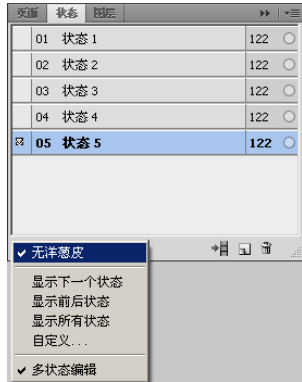 页面 状态 图层
01 状态 1 122
02 状态 2 122
03 状态 3 122
04 状态 4 122
05 状态 5 122
无洋葱皮
显示下一个状态
显示前后状态
显示所有状态
自定义...
多状态编辑